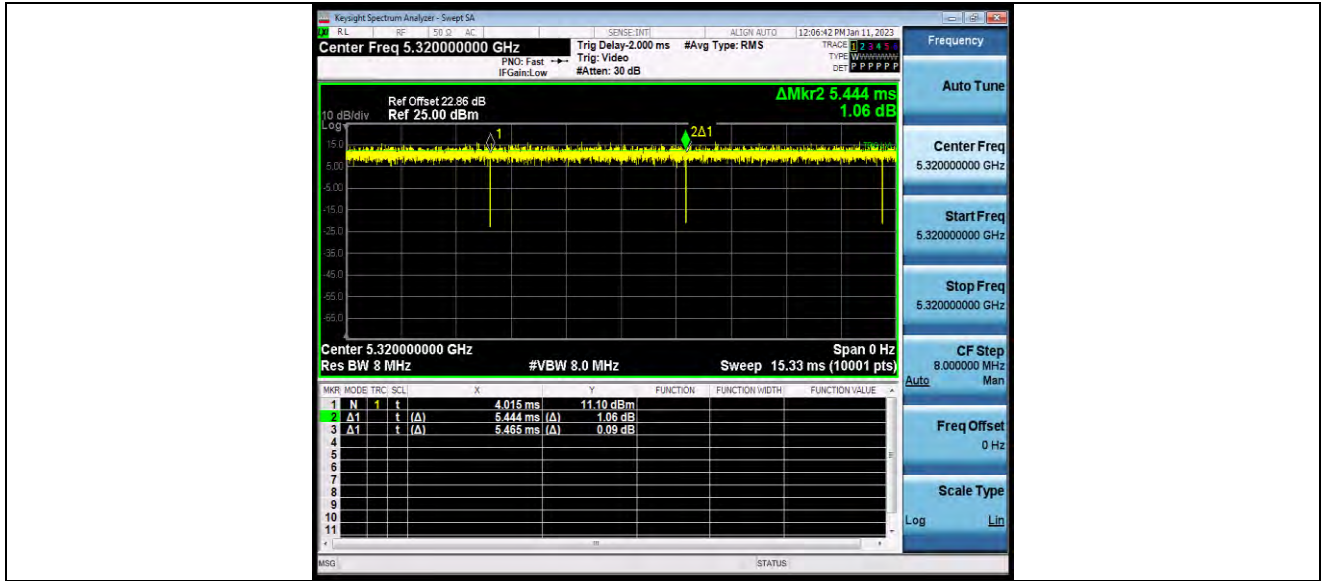 Keysight Spectrum Analyzer - Swept SA
RL RF 50 Ω AC SENSE:INT ALIGN AUTO 12:06:42 PM Jan 11, 2023
Center Freq 5.320000000 GHz Trig Delay-2.000 ms #Avg Type: RMS TRACE 1 2 3 4 5 6
PNO: Fast Trig: Video TYPE WWWWWW
IFGain:Low #Atten: 30 dB DET P P P P P P
ΔMkr2 5.444 ms
Ref Offset 22.86 dB 1.06 dB
10 dB/div Ref 25.00 dBm
Log
1 2Δ1
15.0
5.00
-5.00
-15.0
-25.0
-35.0
-45.0
-55.0
-65.0
Center 5.320000000 GHz Span 0 Hz
Res BW 8 MHz #VBW 8.0 MHz Sweep 15.33 ms (10001 pts)
MKR MODE TRC SCL X Y FUNCTION FUNCTION WIDTH FUNCTION VALUE
1 N 1 t 4.015 ms 11.10 dBm
2 Δ1 t (Δ) 5.444 ms (Δ) 1.06 dB
3 Δ1 t (Δ) 5.465 ms (Δ) 0.09 dB
4
5
6
7
8
9
10
11
MSG STATUS
Frequency
Auto Tune
Center Freq
5.320000000 GHz
Start Freq
5.320000000 GHz
Stop Freq
5.320000000 GHz
CF Step
8.000000 MHz
Auto Man
Freq Offset
0 Hz
Scale Type
Log Lin